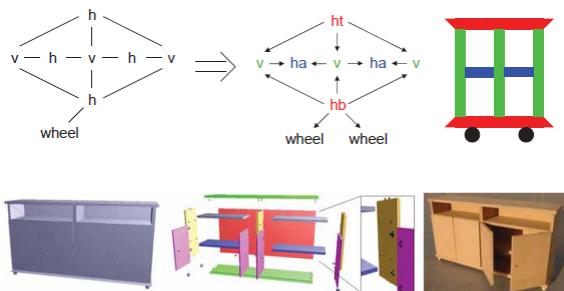 h
v h v h v
h
wheel
ht
v ha v ha v
hb
wheel wheel